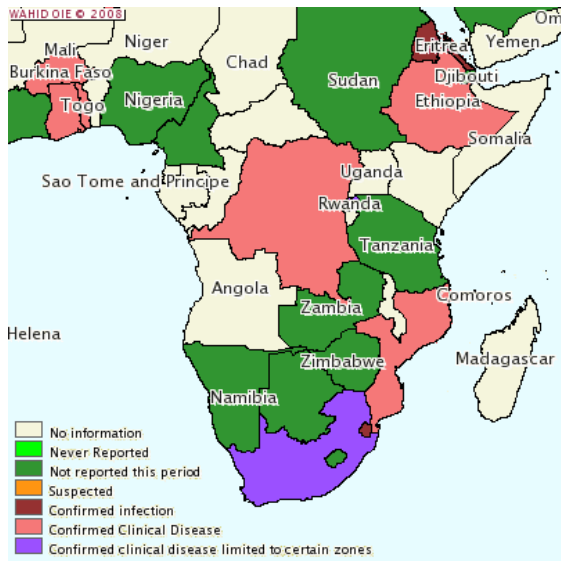 WAHID OIE © 2008
Om
Niger
Yemen
Mali
Eritrea
Chad
Burkina Faso
Sudan
Djibouti
Nigeria
Togo
Ethiopia
Somalia
Uganda
Sao Tome and Principe
Rwanda
Tanzania
Angola
Comoros
Zambia
Helena
Zimbabwe
Madagascar
Namibia
No information
Never Reported
Not reported this period
Suspected
Confirmed infection
Confirmed Clinical Disease
Confirmed clinical disease limited to certain zones